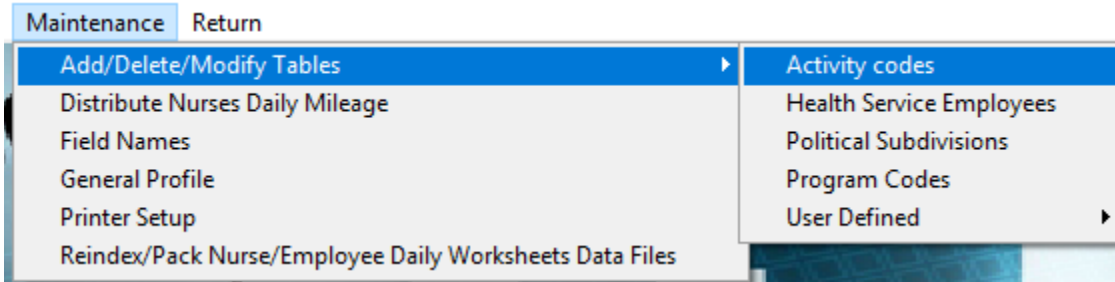 Maintenance Return
Add/Delete/Modify Tables
Distribute Nurses Daily Mileage
Field Names
General Profile
Printer Setup
Reindex/Pack Nurse/Employee Daily Worksheets Data Files
Activity codes
Health Service Employees
Political Subdivisions
Program Codes
User Defined